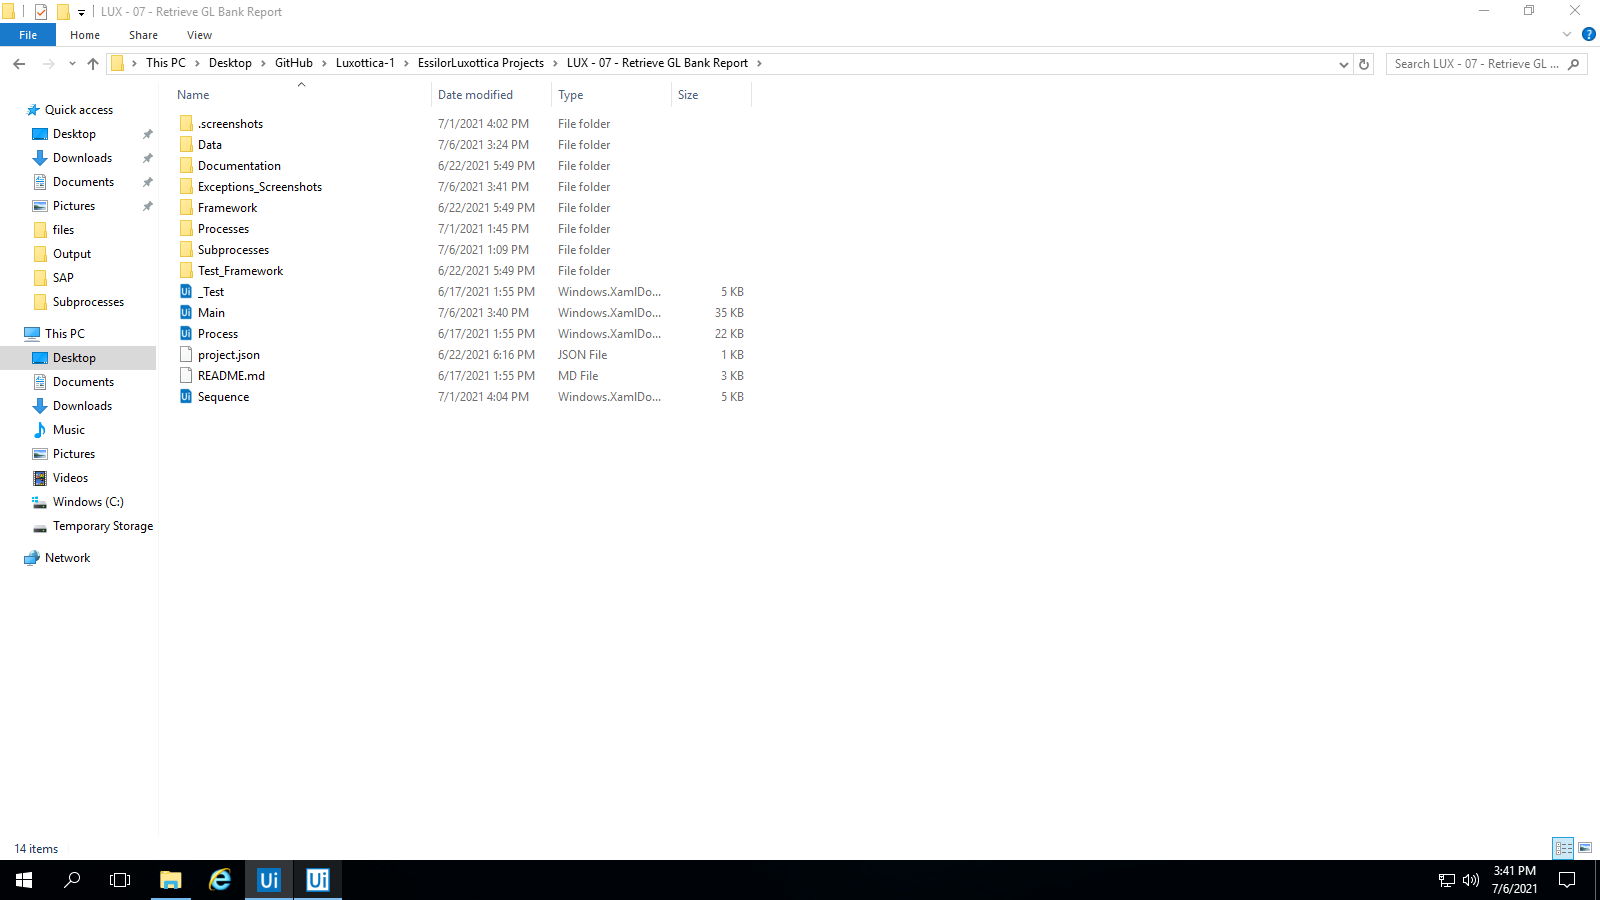 LUX - 07 - Retrieve GL Bank Report
File Home Share View
This PC Desktop GitHub Luxottica-1 EssilorLuxottica Projects LUX - 07 - Retrieve GL Bank Report
Search LUX - 07 - Retrieve GL ...
Quick access
Desktop
Downloads
Documents
Pictures
files
Output
SAP
Subprocesses
This PC
Desktop
Documents
Downloads
Music
Pictures
Videos
Windows (C:)
Temporary Storage
Network
Name Date modified Type Size
.screenshots 7/1/2021 4:02 PM File folder
Data 7/6/2021 3:24 PM File folder
Documentation 6/22/2021 5:49 PM File folder
Exceptions_Screenshots 7/6/2021 3:41 PM File folder
Framework 6/22/2021 5:49 PM File folder
Processes 7/1/2021 1:45 PM File folder
Subprocesses 7/6/2021 1:09 PM File folder
Test_Framework 6/22/2021 5:49 PM File folder
_Test 6/17/2021 1:55 PM Windows.XamlDo... 5 KB
Main 7/6/2021 3:40 PM Windows.XamlDo... 35 KB
Process 6/17/2021 1:55 PM Windows.XamlDo... 22 KB
project.json 6/22/2021 6:16 PM JSON File 1 KB
README.md 6/17/2021 1:55 PM MD File 3 KB
Sequence 7/1/2021 4:04 PM Windows.XamlDo... 5 KB
14 items
Ui Ui
3:41 PM
7/6/2021